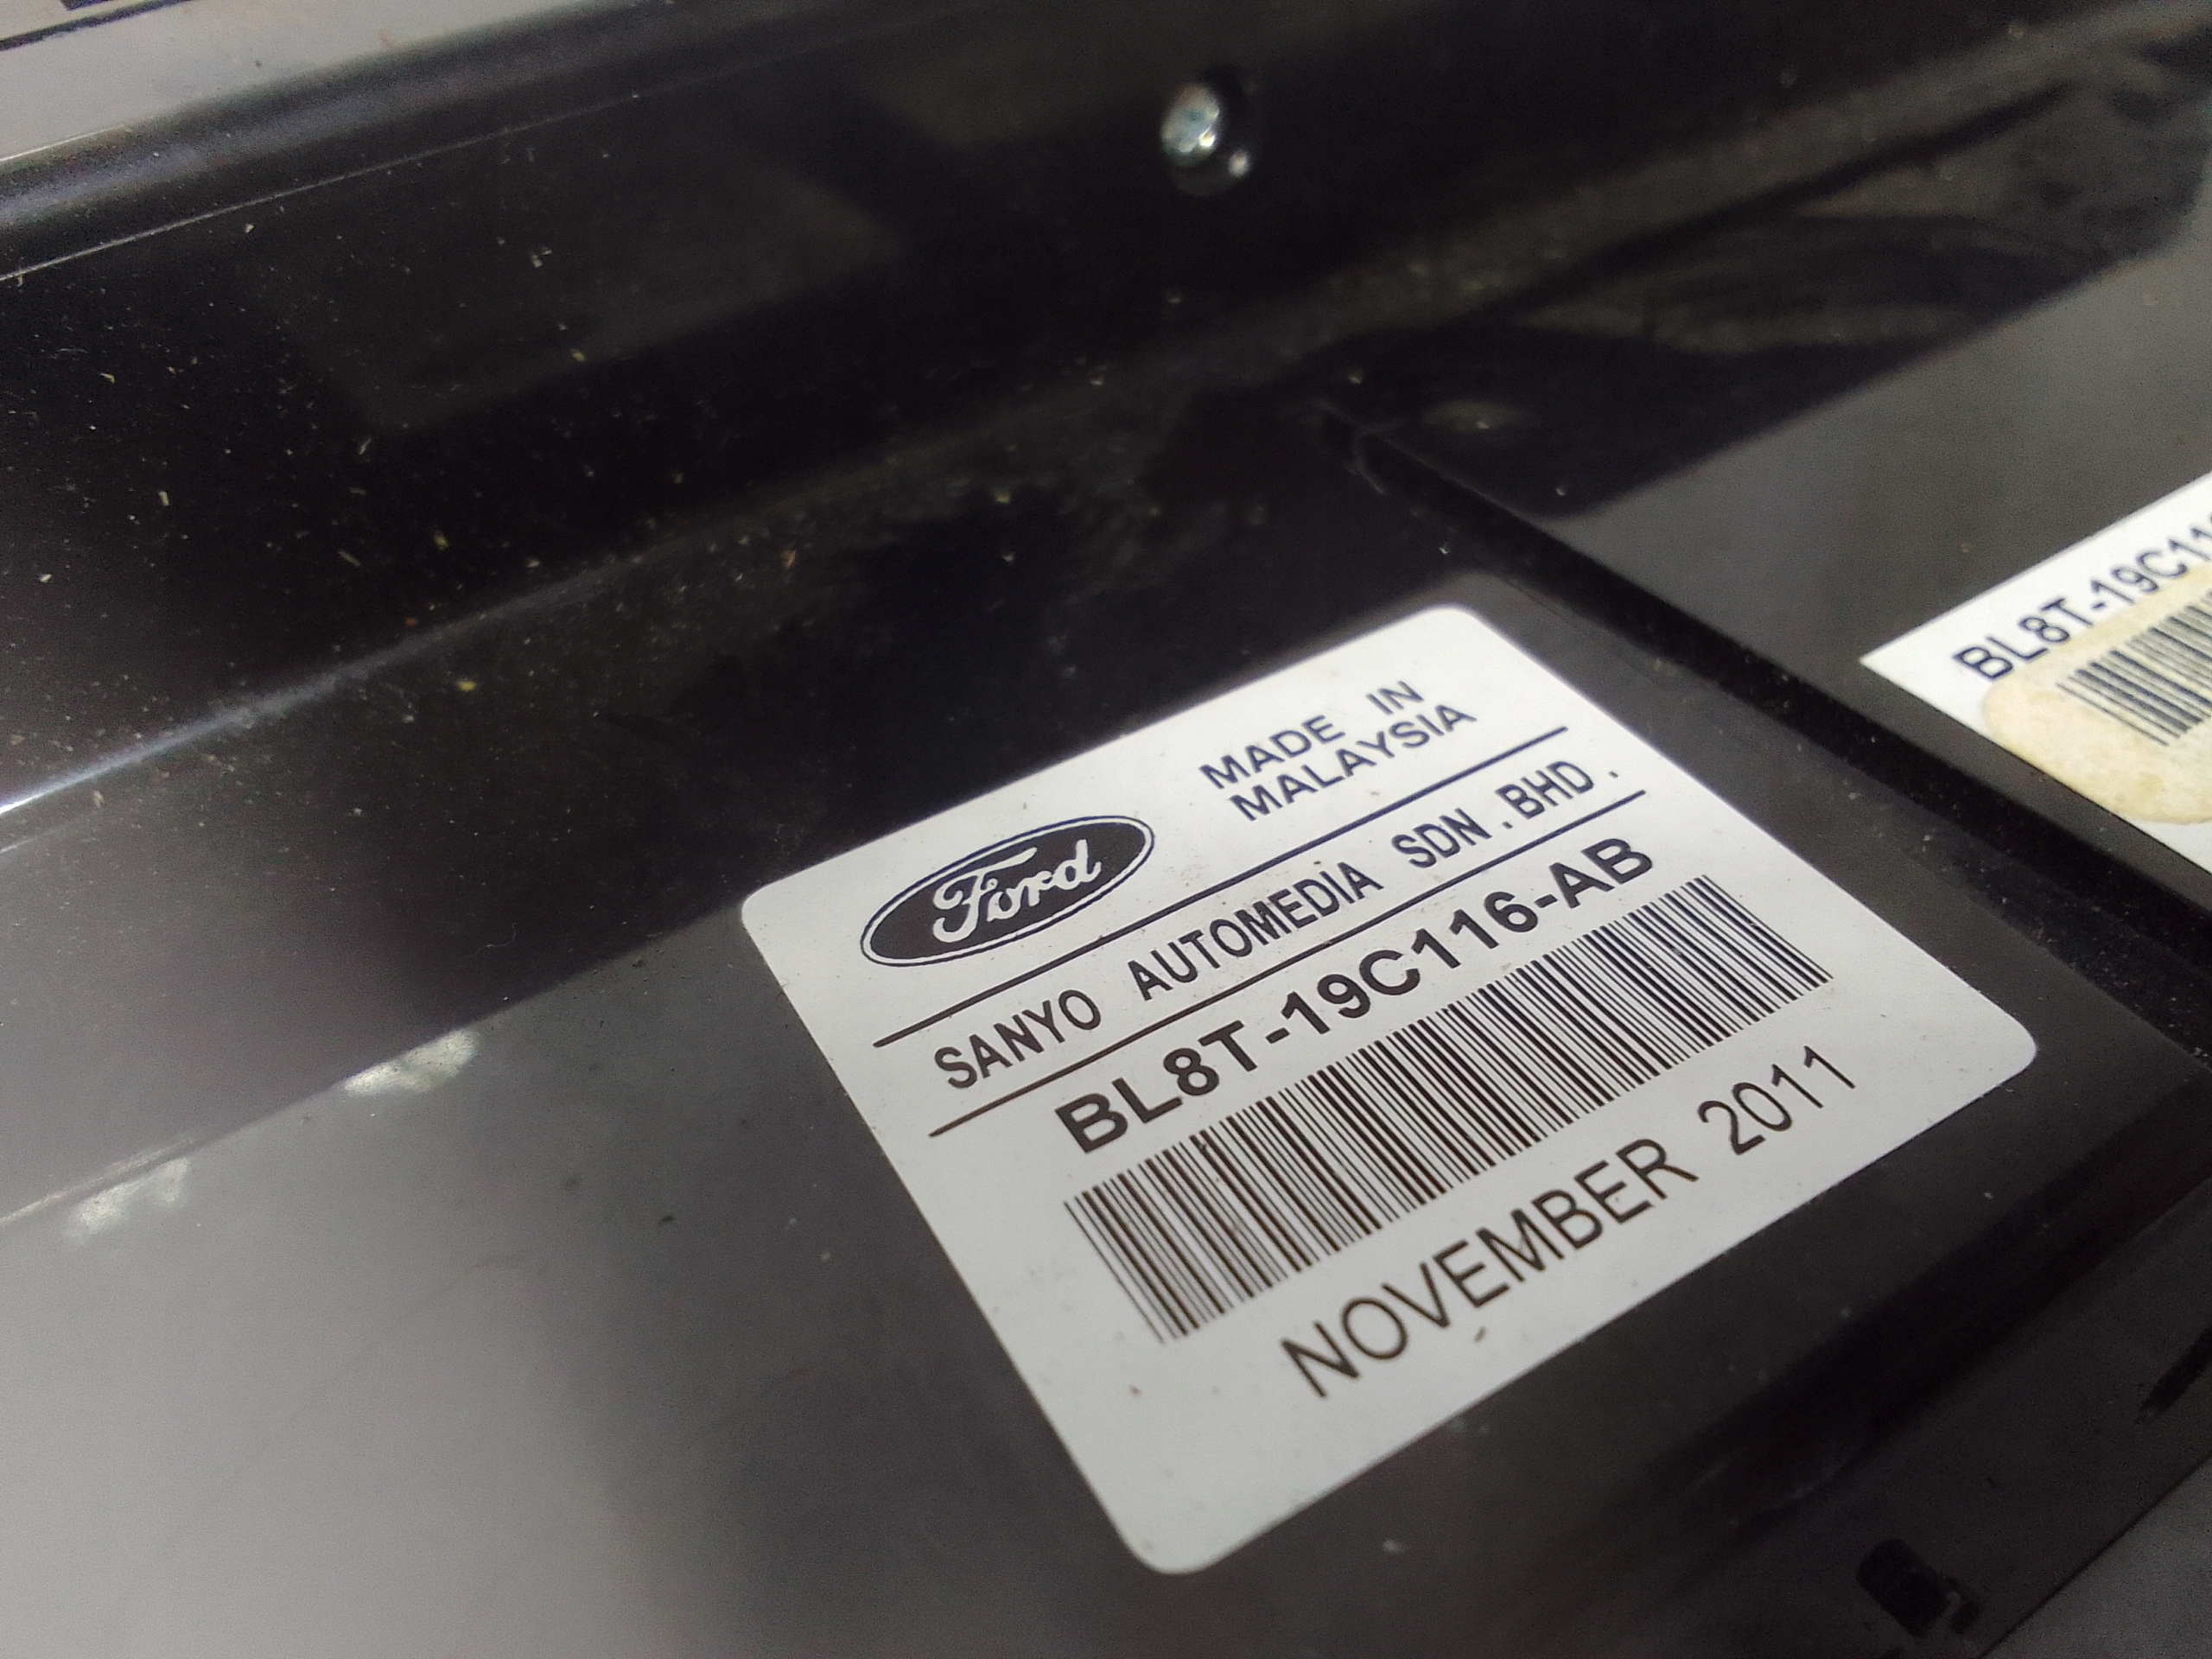 Ford
MADE IN
MALAYSIA
SANYO AUTOMEDIA SDN . BHD .
BL8T-19C116-AB
NOVEMBER 2011
BL8T-19C11